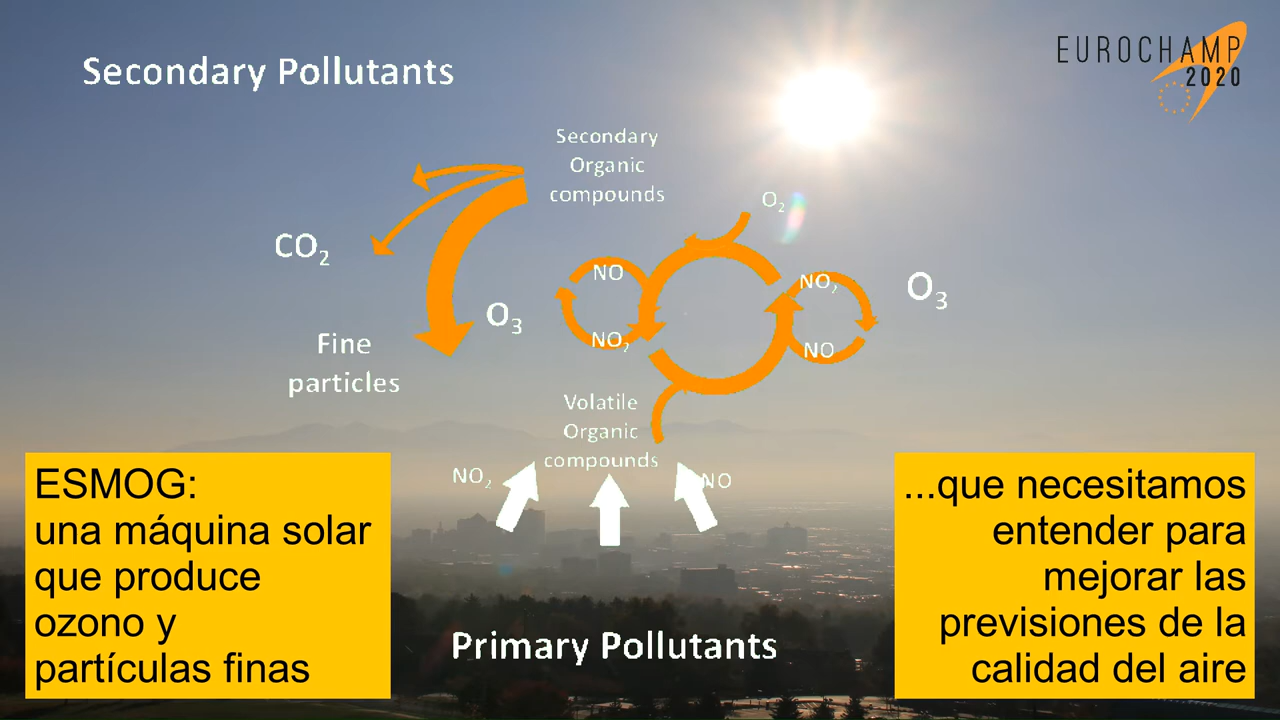 Secondary Pollutants
EUROCHAMP
2020
Secondary
Organic
compounds
O₂
CO₂
NO
NO₂
O₃
O₃
NO₂
NO
Fine
particles
Volatile
Organic
compounds
NO₂
NO
ESMOG:
una máquina solar
que produce
ozono y
partículas finas
...que necesitamos
entender para
mejorar las
previsiones de la
calidad del aire
Primary Pollutants